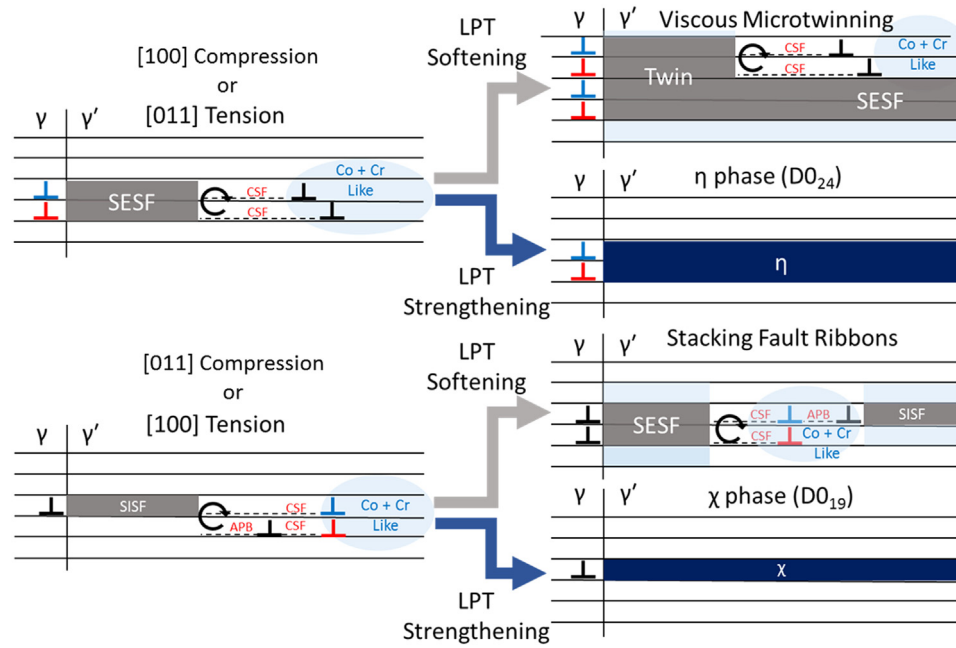 [100] Compression
or
[011] Tension
γ γ’
SESF
CSF
CSF
Co + Cr
Like
LPT
Softening
LPT
Strengthening
γ γ’
Viscous Microtwinning
Twin
CSF
CSF
Co + Cr
Like
SESF
γ γ’
η phase (D0₂₄)
η
[011] Compression
or
[100] Tension
γ γ’
SISF
CSF
APB CSF
Co + Cr
Like
LPT
Softening
LPT
Strengthening
γ γ’
Stacking Fault Ribbons
SESF
CSF APB
CSF
Co + Cr
Like
SISF
γ γ’
χ phase (D0₁₉)
χ